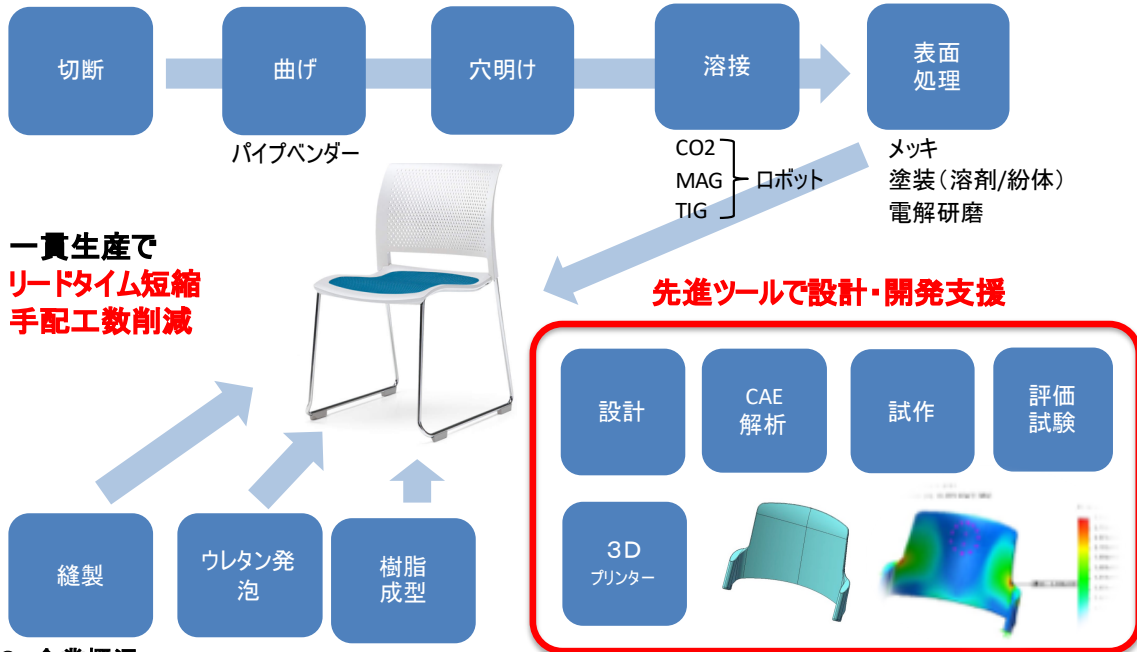 切断
曲げ
穴明け
溶接
表面
処理
パイプベンダー
CO2
MAG
TIG
ロボット
メッキ
塗装(溶剤/紛体)
電解研磨
一貫生産で
リードタイム短縮
手配工数削減
先進ツールで設計・開発支援
設計
CAE
解析
試作
評価
試験
3D
プリンター
縫製
ウレタン発
泡
樹脂
成型